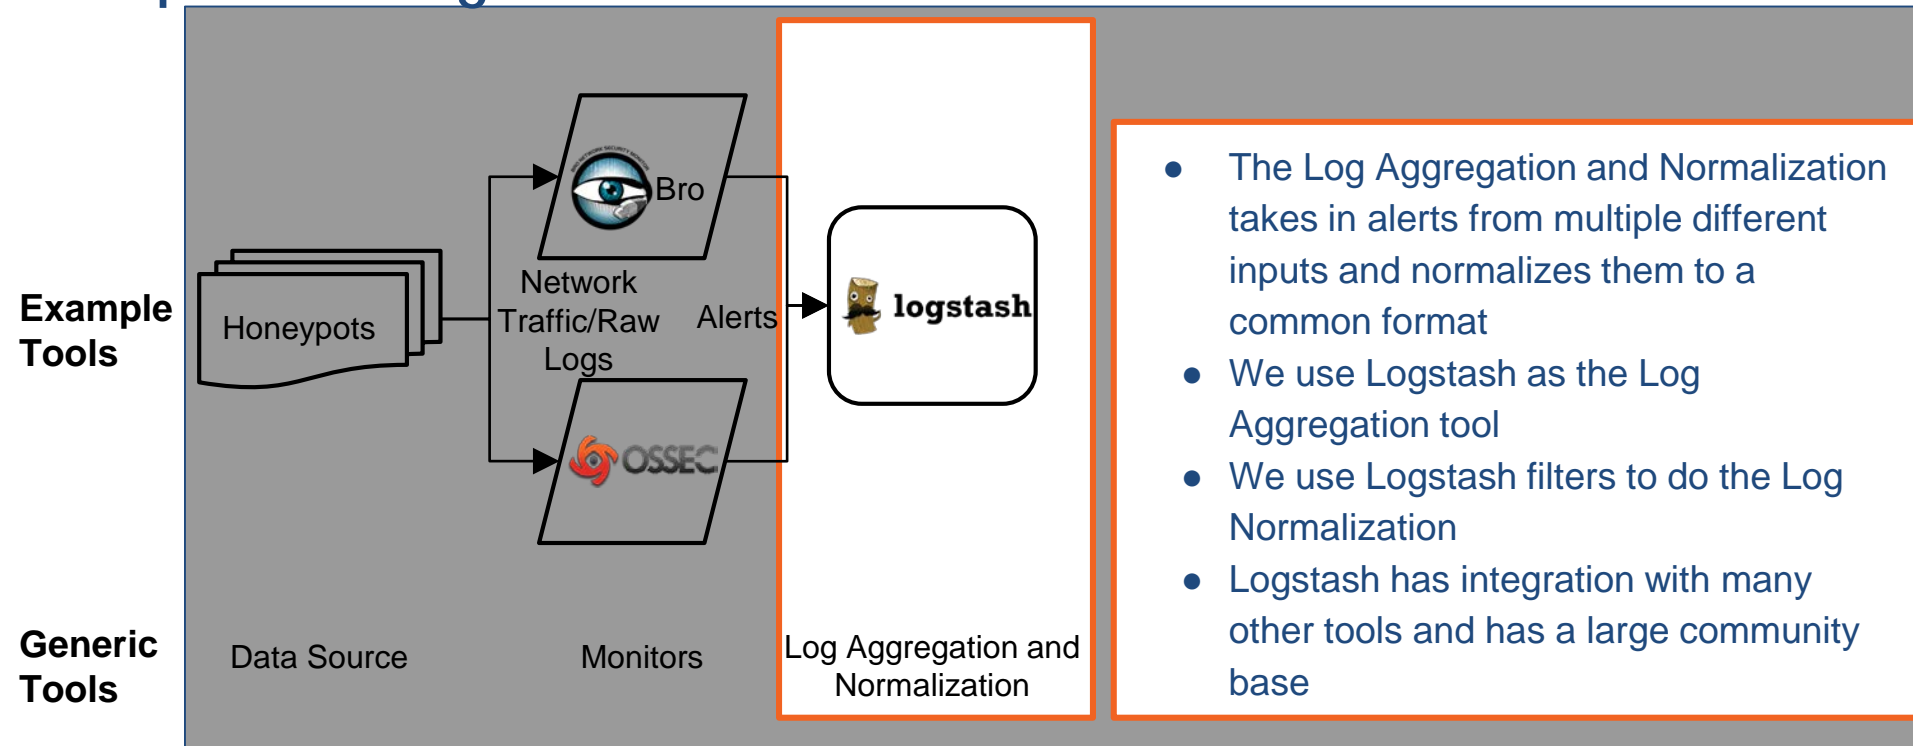 Example
Tools
Honeypots
Bro
Network
Traffic/Raw
Logs
Alerts
OSSEC
logstash
Generic
Tools
Data Source
Monitors
Log Aggregation and
Normalization
● The Log Aggregation and Normalization
takes in alerts from multiple different
inputs and normalizes them to a
common format
● We use Logstash as the Log
Aggregation tool
● We use Logstash filters to do the Log
Normalization
● Logstash has integration with many
other tools and has a large community
base